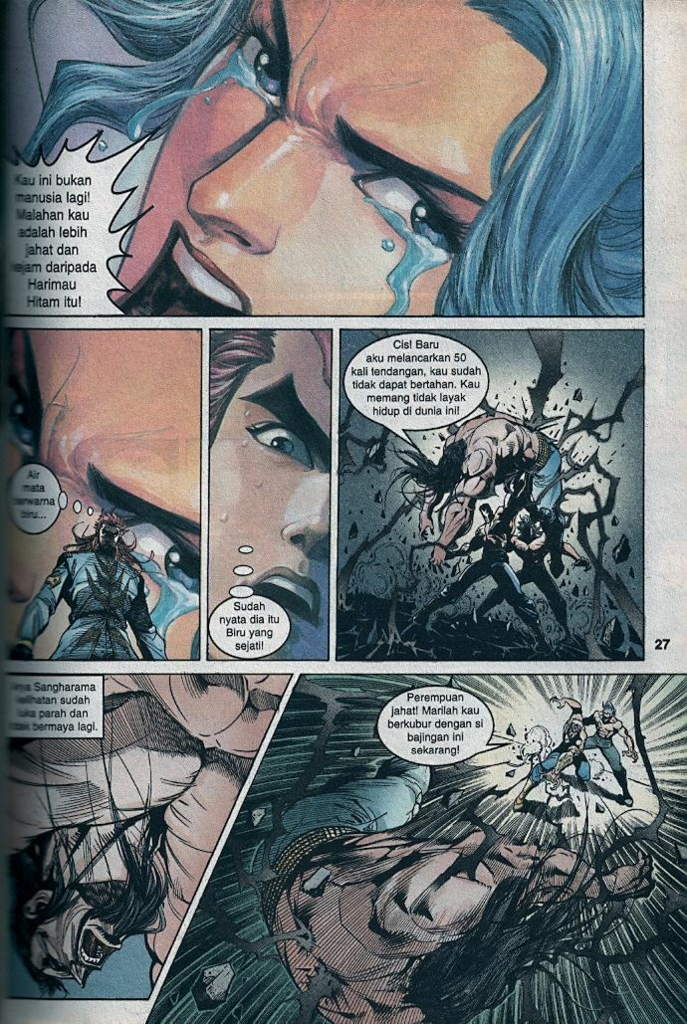 Kau ini bukan
manusia lagi!
Malahan kau
adalah lebih
jahat dan
daripada
Harimau
Hitam itu!
Air
mata
biru...
Sudah
nyata dia itu
Biru yang
sejati!
Cis! Baru
aku melancarkan 50
kali tendangan, kau sudah
tidak dapat bertahan. Kau
memang tidak layak
hidup di dunia ini!
27
Sangharama
sudah
parah dan
bermaya lagi.
Perempuan
jahat! Marilah kau
berkubur dengan si
bajingan ini
sekarang!